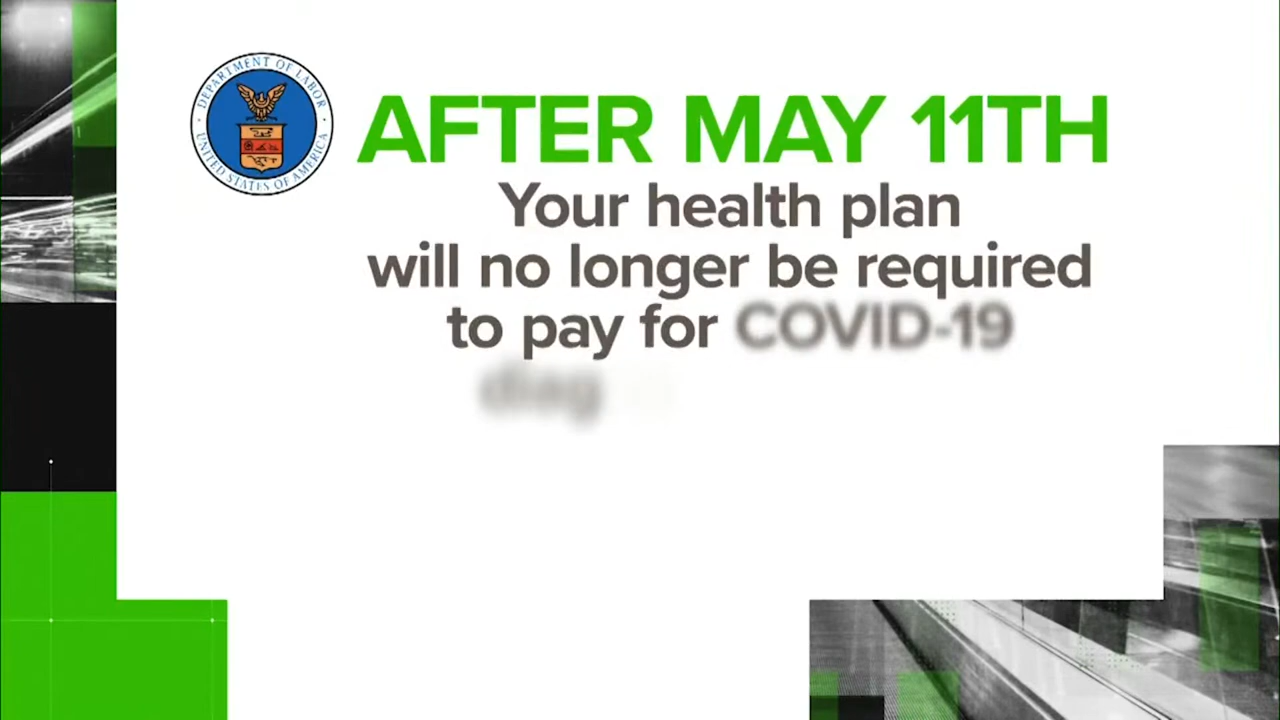 DEPARTMENT OF LABOR
UNITED STATES OF AMERICA
AFTER MAY 11TH
Your health plan
will no longer be required
to pay for COVID-19
diag